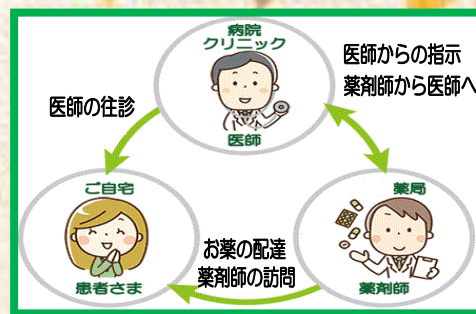 病院
クリニック
医師
医師からの指示
薬剤師から医師へ
医師の往診
ご自宅
患者さま
お薬の配達
薬剤師の訪問
薬局
薬剤師